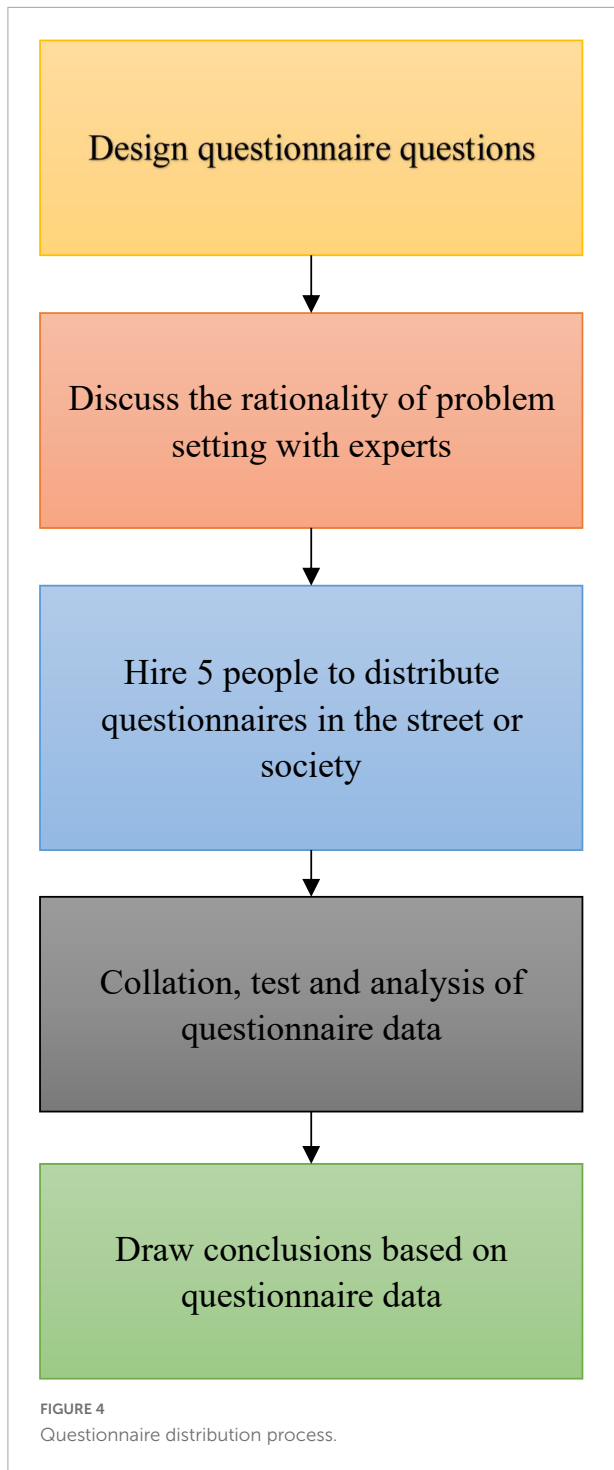 Design questionnaire questions
Discuss the rationality of problem
setting with experts
Hire 5 people to distribute
questionnaires in the street or
society
Collation, test and analysis of
questionnaire data
Draw conclusions based on
questionnaire data
FIGURE 4
Questionnaire distribution process.